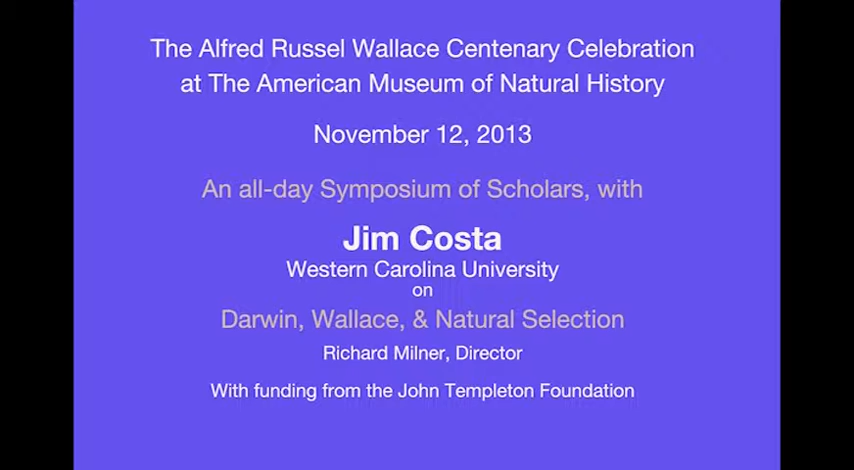 The Alfred Russel Wallace Centenary Celebration
at The American Museum of Natural History
November 12, 2013
An all-day Symposium of Scholars, with
Jim Costa
Western Carolina University
on
Darwin, Wallace, & Natural Selection
Richard Milner, Director
With funding from the John Templeton Foundation